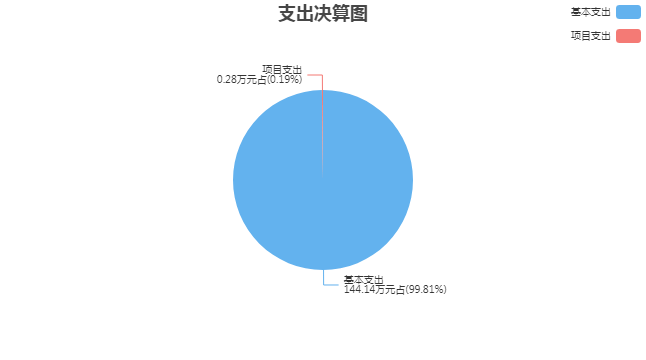 支出决算图
基本支出
项目支出
项目支出
0.28万元占(0.19%)
基本支出
144.14万元占(99.81%)